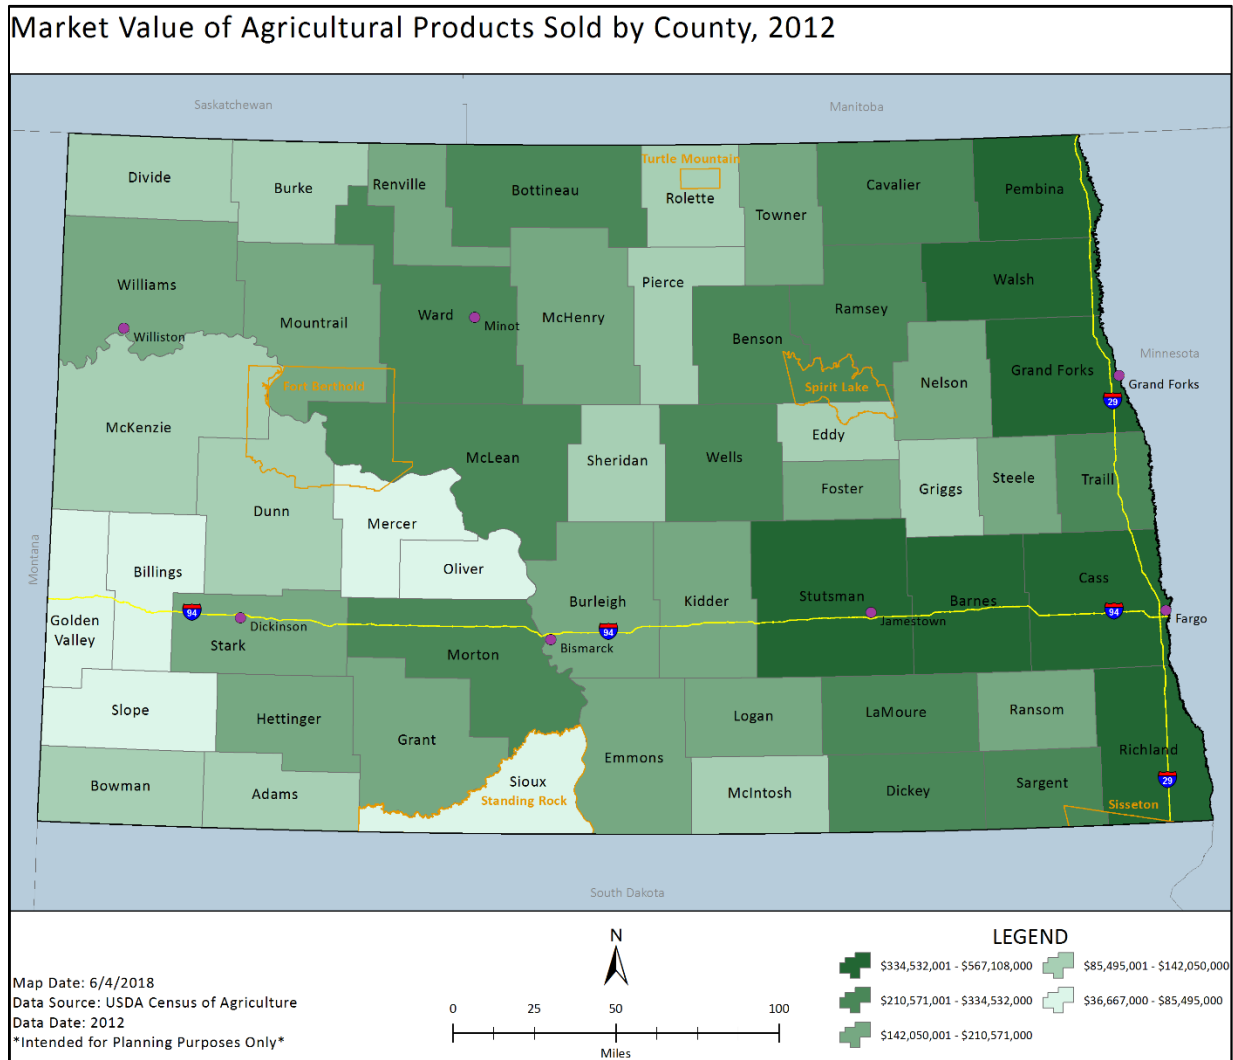 Market Value of Agricultural Products Sold by County, 2012
Saskatchewan
Manitoba
Turtle Mountain
Divide
Burke
Renville
Bottineau
Rolette
Towner
Cavalier
Pembina
Williams
Mountrail
Ward
Minot
McHenry
Pierce
Benson
Ramsey
Walsh
Williston
Minnesota
Grand Forks
Grand Forks
Nelson
Fort Berthold
Spirit Lake
29
McKenzie
McLean
Sheridan
Wells
Eddy
Foster
Griggs
Steele
Traill
Dunn
Mercer
Oliver
Montana
Billings
Golden
Valley
94
Dickinson
Stark
Burleigh
94
Bismarck
Kidder
Stutsman
Jamestown
Barnes
Cass
94
Fargo
Morton
Slope
Hettinger
Grant
Emmons
Logan
LaMoure
Ransom
Richland
29
Bowman
Adams
Sioux
Standing Rock
McIntosh
Dickey
Sargent
Sisseton
South Dakota
N
LEGEND
$334,532,001 - $567,108,000
$85,495,001 - $142,050,000
$210,571,001 - $334,532,000
$36,667,000 - $85,495,000
$142,050,001 - $210,571,000
Map Date: 6/4/2018
Data Source: USDA Census of Agriculture
Data Date: 2012
*Intended for Planning Purposes Only*
0 25 50 100
Miles